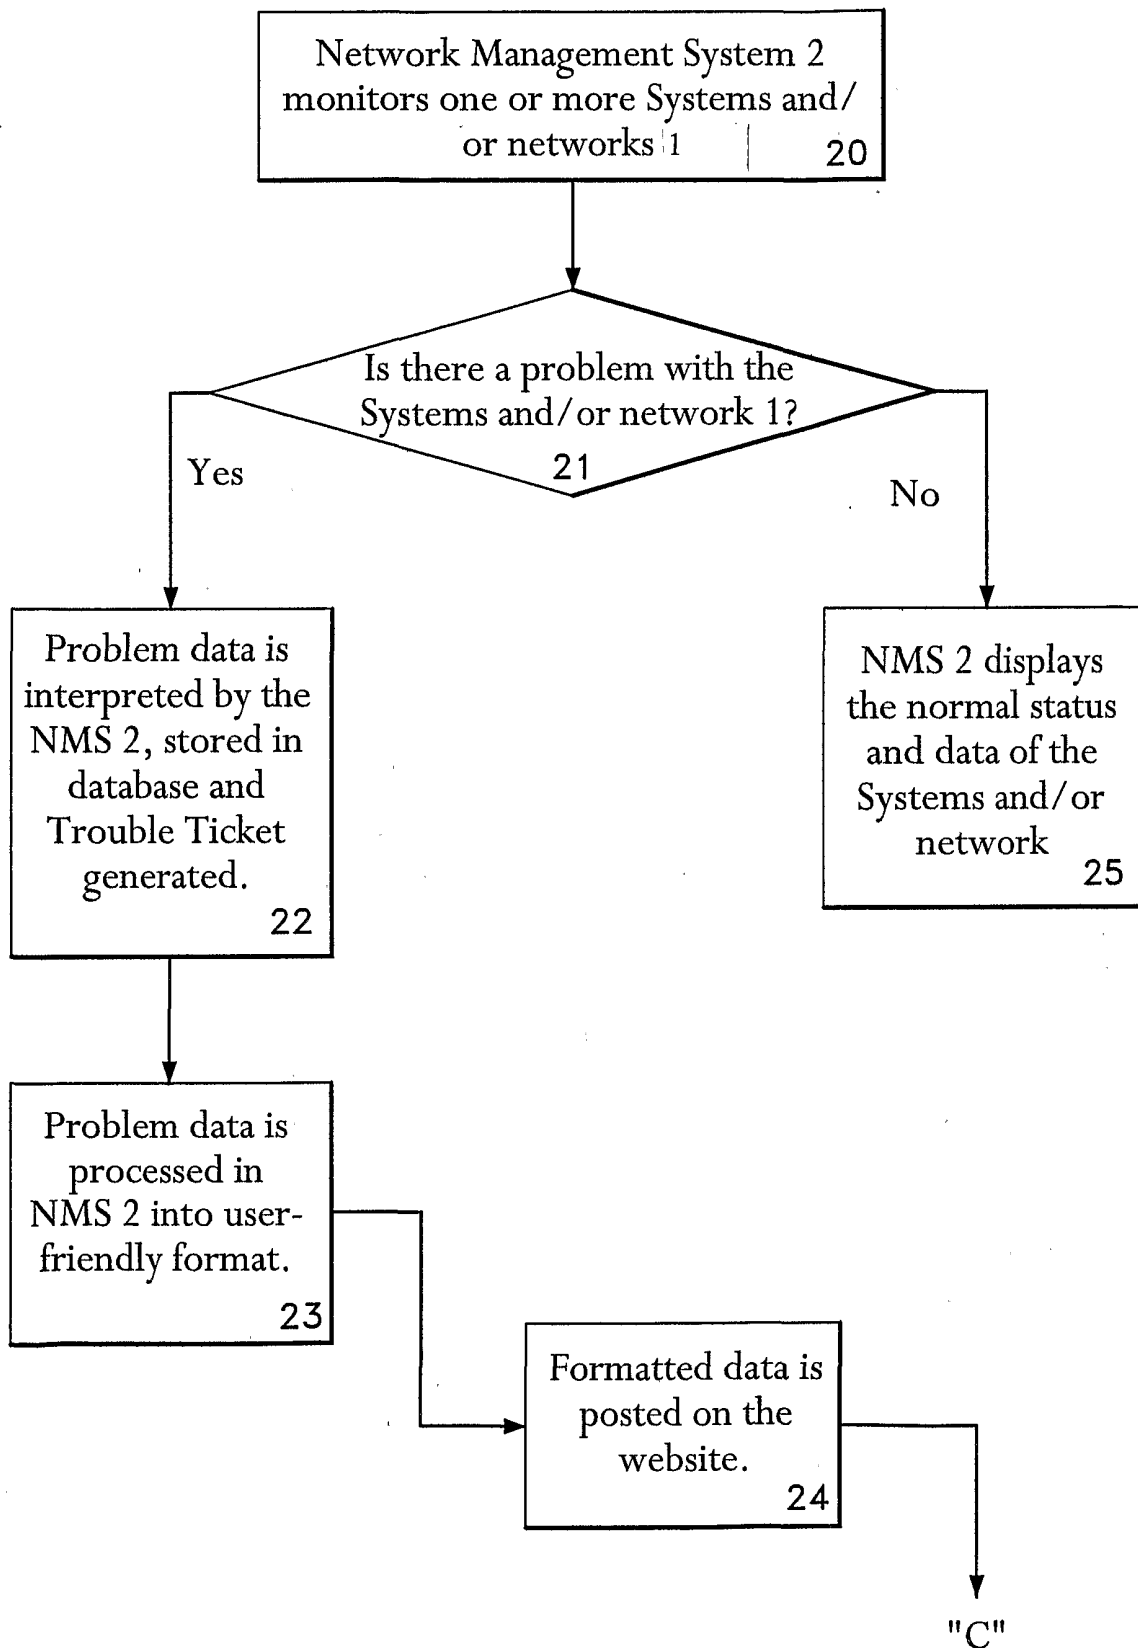 Network Management System 2
monitors one or more Systems and/
or networks 1
20
Is there a problem with the
Systems and/or network 1?
21
Yes
No
Problem data is
interpreted by the
NMS 2, stored in
database and
Trouble Ticket
generated.
22
NMS 2 displays
the normal status
and data of the
Systems and/or
network
25
Problem data is
processed in
NMS 2 into user-
friendly format.
23
Formatted data is
posted on the
website.
24
"C"